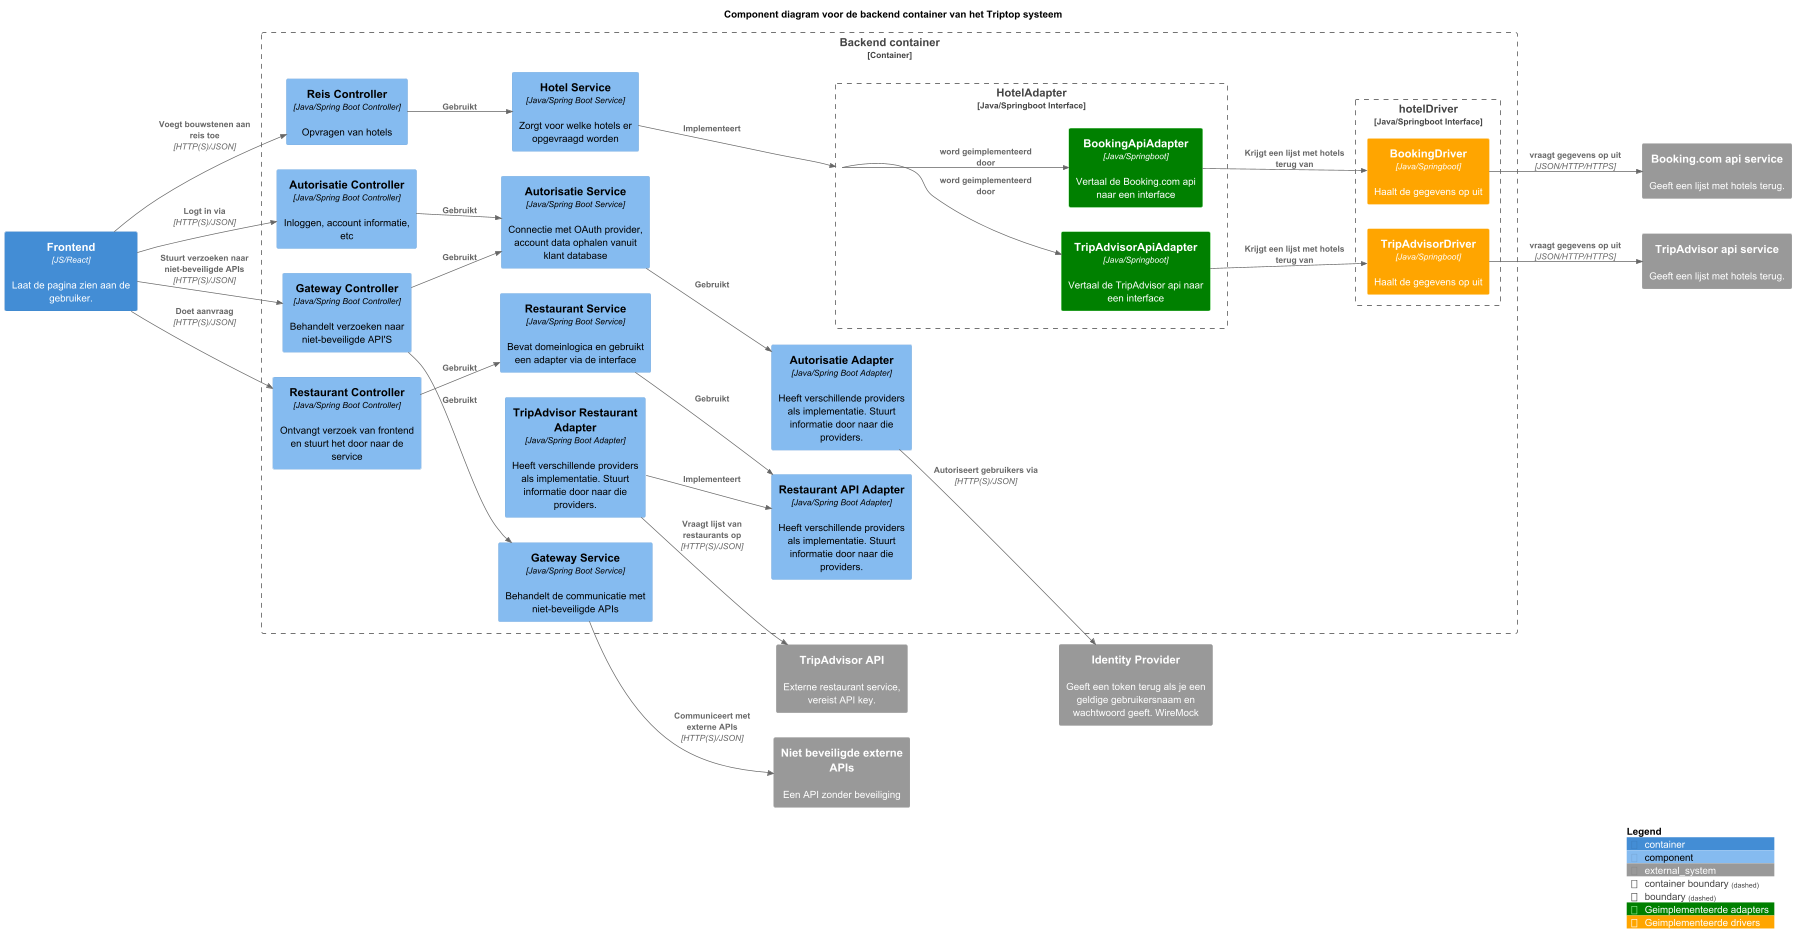 Component diagram voor de backend container van het Triptop systeem
Backend container
[Container]
Frontend
[JS/React]
Laat de pagina zien aan de
gebruiker.
Voegt bouwstenen aan
reis toe
[HTTP(S)/JSON]
Logt in via
[HTTP(S)/JSON]
Stuurt verzoeken naar
niet-beveiligde APIs
[HTTP(S)/JSON]
Doet aanvraag
[HTTP(S)/JSON]
Reis Controller
[Java/Spring Boot Controller]
Opvragen van hotels
Autorisatie Controller
[Java/Spring Boot Controller]
Inloggen, account informatie,
etc
Gateway Controller
[Java/Spring Boot Controller]
Behandelt verzoeken naar
niet-beveiligde API'S
Restaurant Controller
[Java/Spring Boot Controller]
Ontvangt verzoek van frontend
en stuurt het door naar de
service
Gebruikt
Gebruikt
Gebruikt
Gebruikt
Gebruikt
Hotel Service
[Java/Spring Boot Service]
Zorgt voor welke hotels er
opgevraagd worden
Autorisatie Service
[Java/Spring Boot Service]
Connectie met OAuth provider,
account data ophalen vanuit
klant database
Restaurant Service
[Java/Spring Boot Service]
Bevat domeinlogica en gebruikt
een adapter via de interface
TripAdvisor Restaurant
Adapter
[Java/Spring Boot Adapter]
Heeft verschillende providers
als implementatie. Stuurt
informatie door naar die
providers.
Gateway Service
[Java/Spring Boot Service]
Behandelt de communicatie met
niet-beveiligde APIs
Implementeert
Gebruikt
Gebruikt
Implementeert
Vraagt lijst van
restaurants op
[HTTP(S)/JSON]
Communiceert met
externe APIs
[HTTP(S)/JSON]
Autorisatie Adapter
[Java/Spring Boot Adapter]
Heeft verschillende providers
als implementatie. Stuurt
informatie door naar die
providers.
Restaurant API Adapter
[Java/Spring Boot Adapter]
Heeft verschillende providers
als implementatie. Stuurt
informatie door naar die
providers.
Autoriseert gebruikers via
[HTTP(S)/JSON]
HotelAdapter
[Java/Springboot Interface]
word geimplementeerd
door
word geimplementeerd
door
BookingApiAdapter
[Java/Springboot]
Vertaal de Booking.com api
naar een interface
TripAdvisorApiAdapter
[Java/Springboot]
Vertaal de TripAdvisor api naar
een interface
Krijgt een lijst met hotels
terug van
Krijgt een lijst met hotels
terug van
hotelDriver
[Java/Springboot Interface]
BookingDriver
[Java/Springboot]
Haalt de gegevens op uit
TripAdvisorDriver
[Java/Springboot]
Haalt de gegevens op uit
vraagt gegevens op uit
[JSON/HTTP/HTTPS]
vraagt gegevens op uit
[JSON/HTTP/HTTPS]
Booking.com api service
Geeft een lijst met hotels terug.
TripAdvisor api service
Geeft een lijst met hotels terug.
TripAdvisor API
Externe restaurant service,
vereist API key.
Identity Provider
Geeft een token terug als je een
geldige gebruikersnaam en
wachtwoord geeft. WireMock
Niet beveiligde externe
APIs
Een API zonder beveiliging
Legend
container
component
external_system
container boundary (dashed)
boundary (dashed)
Geimplementeerde adapters
Geimplementeerde drivers